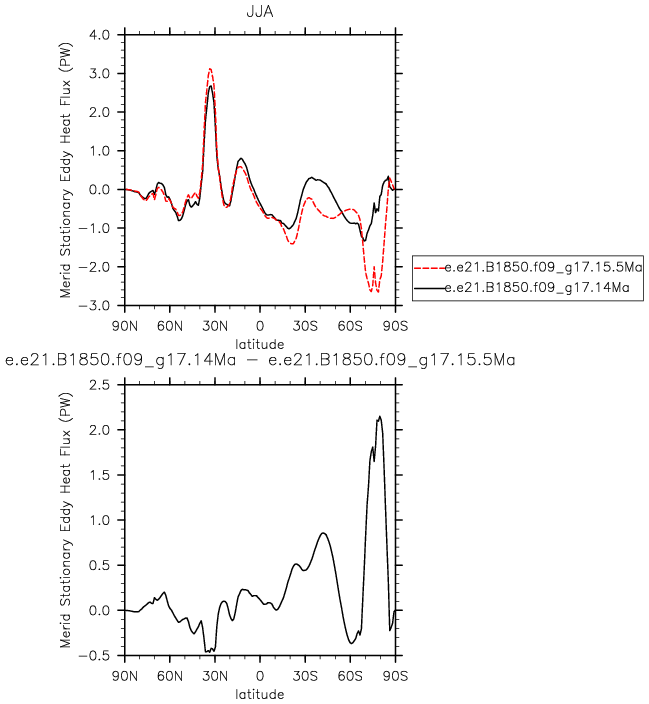 JJA
Merid Stationary Eddy Heat Flux (PW)
4.0
3.0
2.0
1.0
0.0
-1.0
-2.0
-3.0
90N 60N 30N 0 30S 60S 90S
latitude
e.e21.B1850.f09_g17.15.5Ma
e.e21.B1850.f09_g17.14Ma
e.e21.B1850.f09_g17.14Ma - e.e21.B1850.f09_g17.15.5Ma
Merid Stationary Eddy Heat Flux (PW)
2.5
2.0
1.5
1.0
0.5
0.0
-0.5
90N 60N 30N 0 30S 60S 90S
latitude